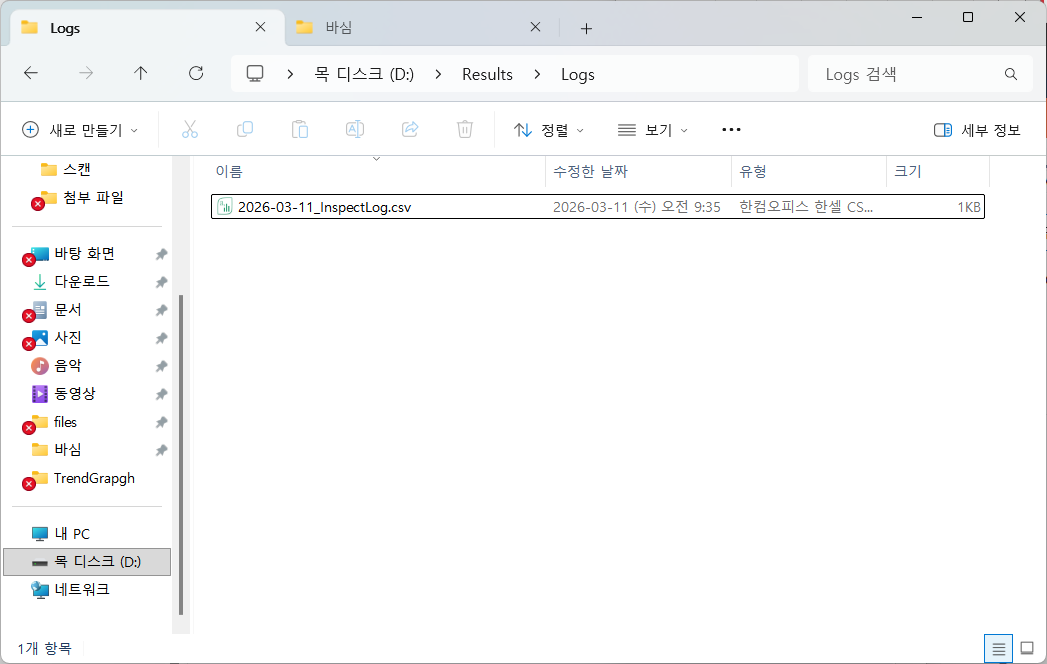 Logs
바심
목 디스크 (D:)
Results
Logs
Logs 검색
새로 만들기
정렬
보기
세부 정보
스캔
첨부 파일
바탕 화면
다운로드
문서
사진
음악
동영상
files
바심
TrendGrapgh
내 PC
목 디스크 (D:)
네트워크
이름
수정한 날짜
유형
크기
2026-03-11_InspectLog.csv
2026-03-11 (수) 오전 9:35
한컴오피스 한셀 CS...
1KB
1개 항목